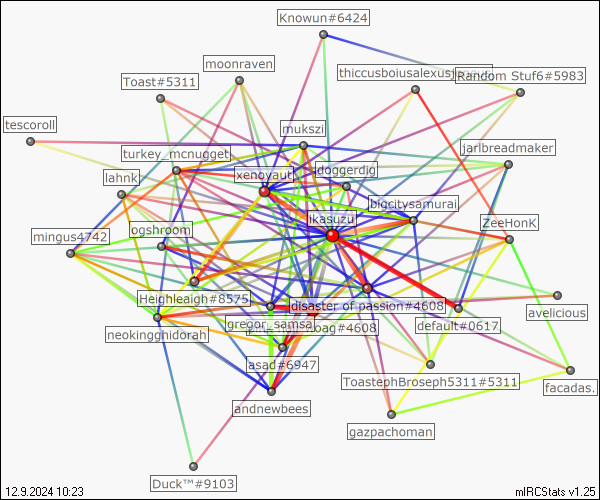 Knowun#6424
moonraven
thiccusboiusalexus
Random Stuf6#5983
Toast#5311
tescoroll
mukszi
jarlbreadmaker
turkey_mcnugget
xenoyautl
doggerdig
lahnk
bigcitysamurai
ikasuzu
ZeeHonK
ogshroom
mingus4742
Heighleaigh#8575
disaster of passion#4608
avelicious
gregor_samsa
bag#4608
default#0617
neokingghidorah
asad#6947
ToastephBroseph5311#5311
facadas.
andnewbees
gazpachoman
Duck™#9103
12.9.2024 10:23
mIRCStats v1.25